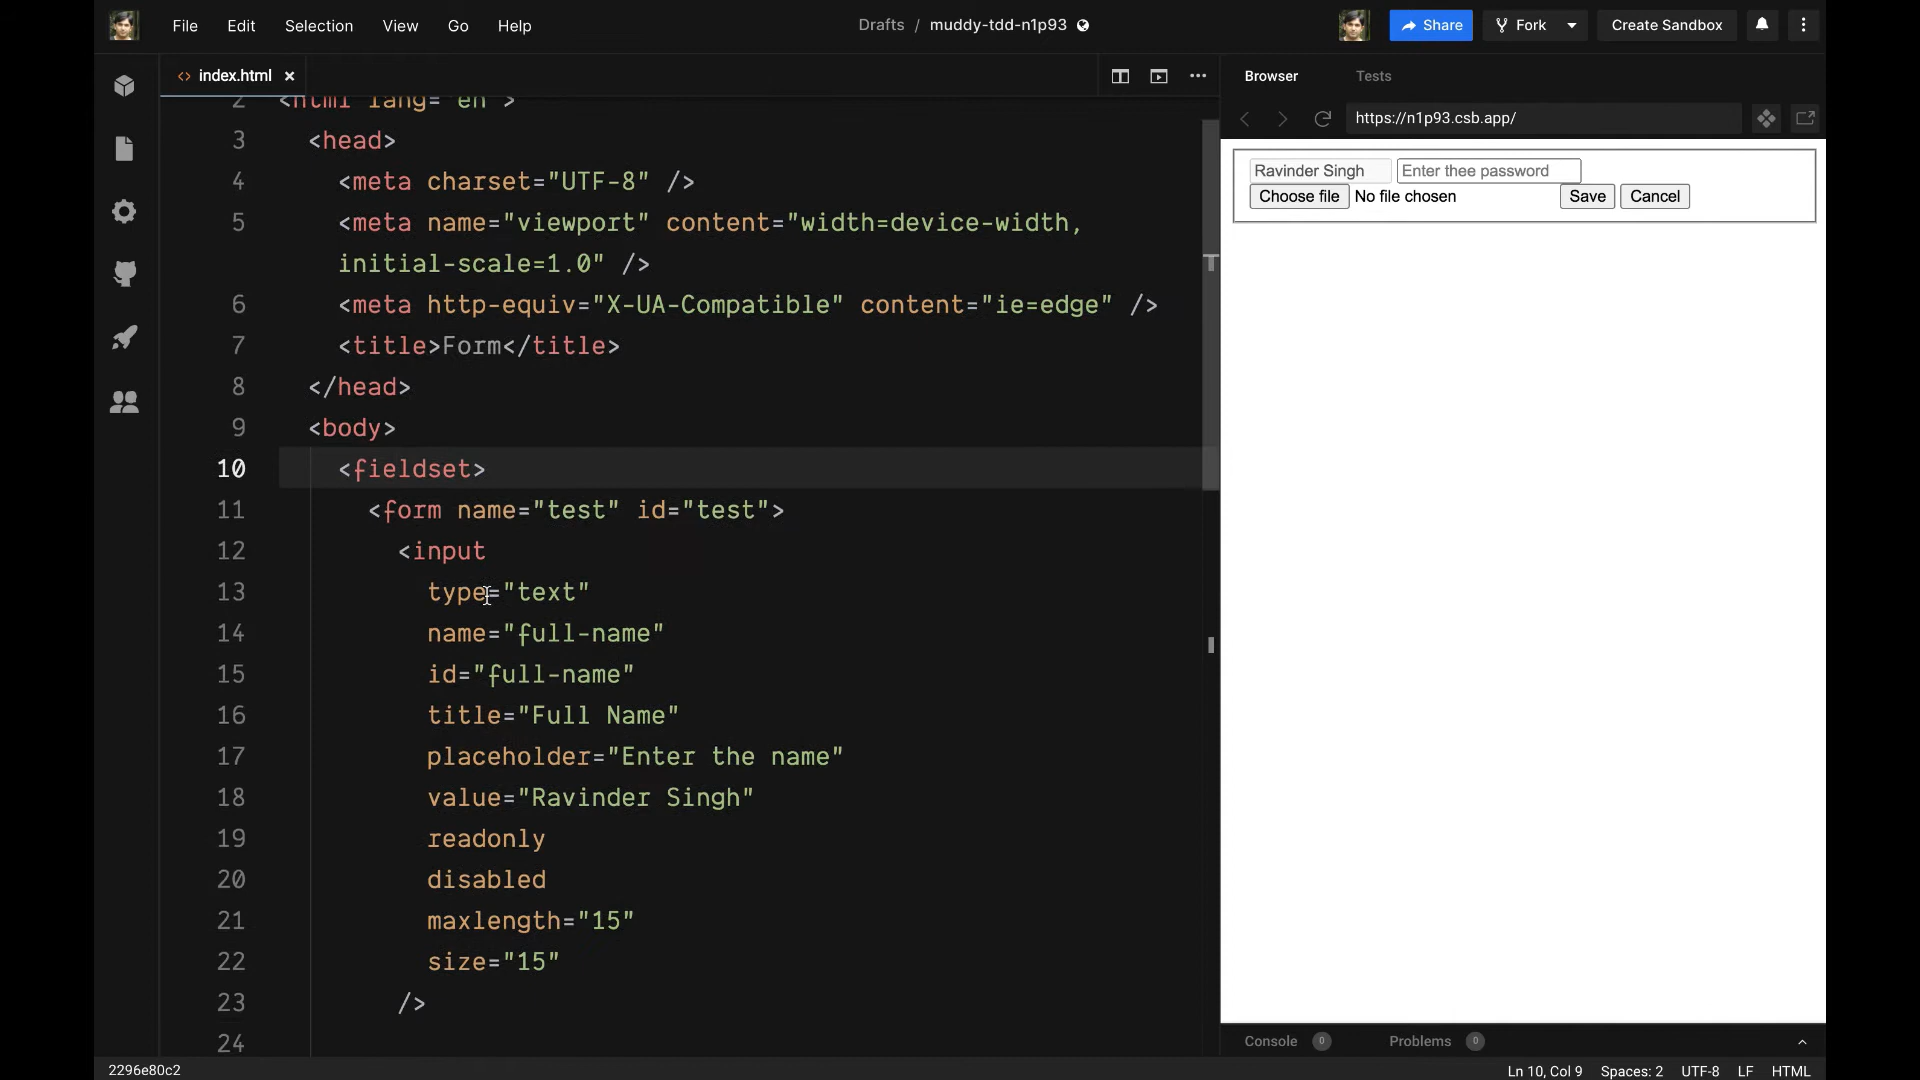 File Edit Selection View Go Help
Drafts / muddy-tdd-n1p93
Share Fork Create Sandbox
<> index.html ×
2 <html lang="en">
3 <head>
4 <meta charset="UTF-8" />
5 <meta name="viewport" content="width=device-width,
initial-scale=1.0" />
6 <meta http-equiv="X-UA-Compatible" content="ie=edge" />
7 <title>Form</title>
8 </head>
9 <body>
10 <fieldset>
11 <form name="test" id="test">
12 <input
13 type="text"
14 name="full-name"
15 id="full-name"
16 title="Full Name"
17 placeholder="Enter the name"
18 value="Ravinder Singh"
19 readonly
20 disabled
21 maxlength="15"
22 size="15"
23 />
24
Browser Tests
https://n1p93.csb.app/
Ravinder Singh Enter thee password
Choose file No file chosen Save Cancel
Console 0 Problems 0
2296e80c2
Ln 10, Col 9 Spaces: 2 UTF-8 LF HTML